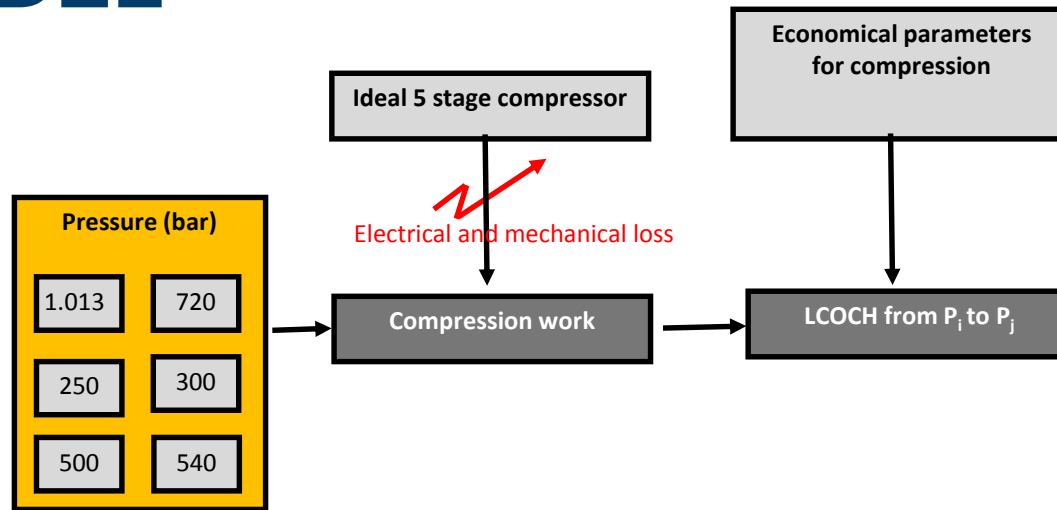 Economical parameters
for compression
Ideal 5 stage compressor
Electrical and mechanical loss
Pressure (bar)
1.013
720
250
300
500
540
Compression work
LCOCH from Pi to Pj